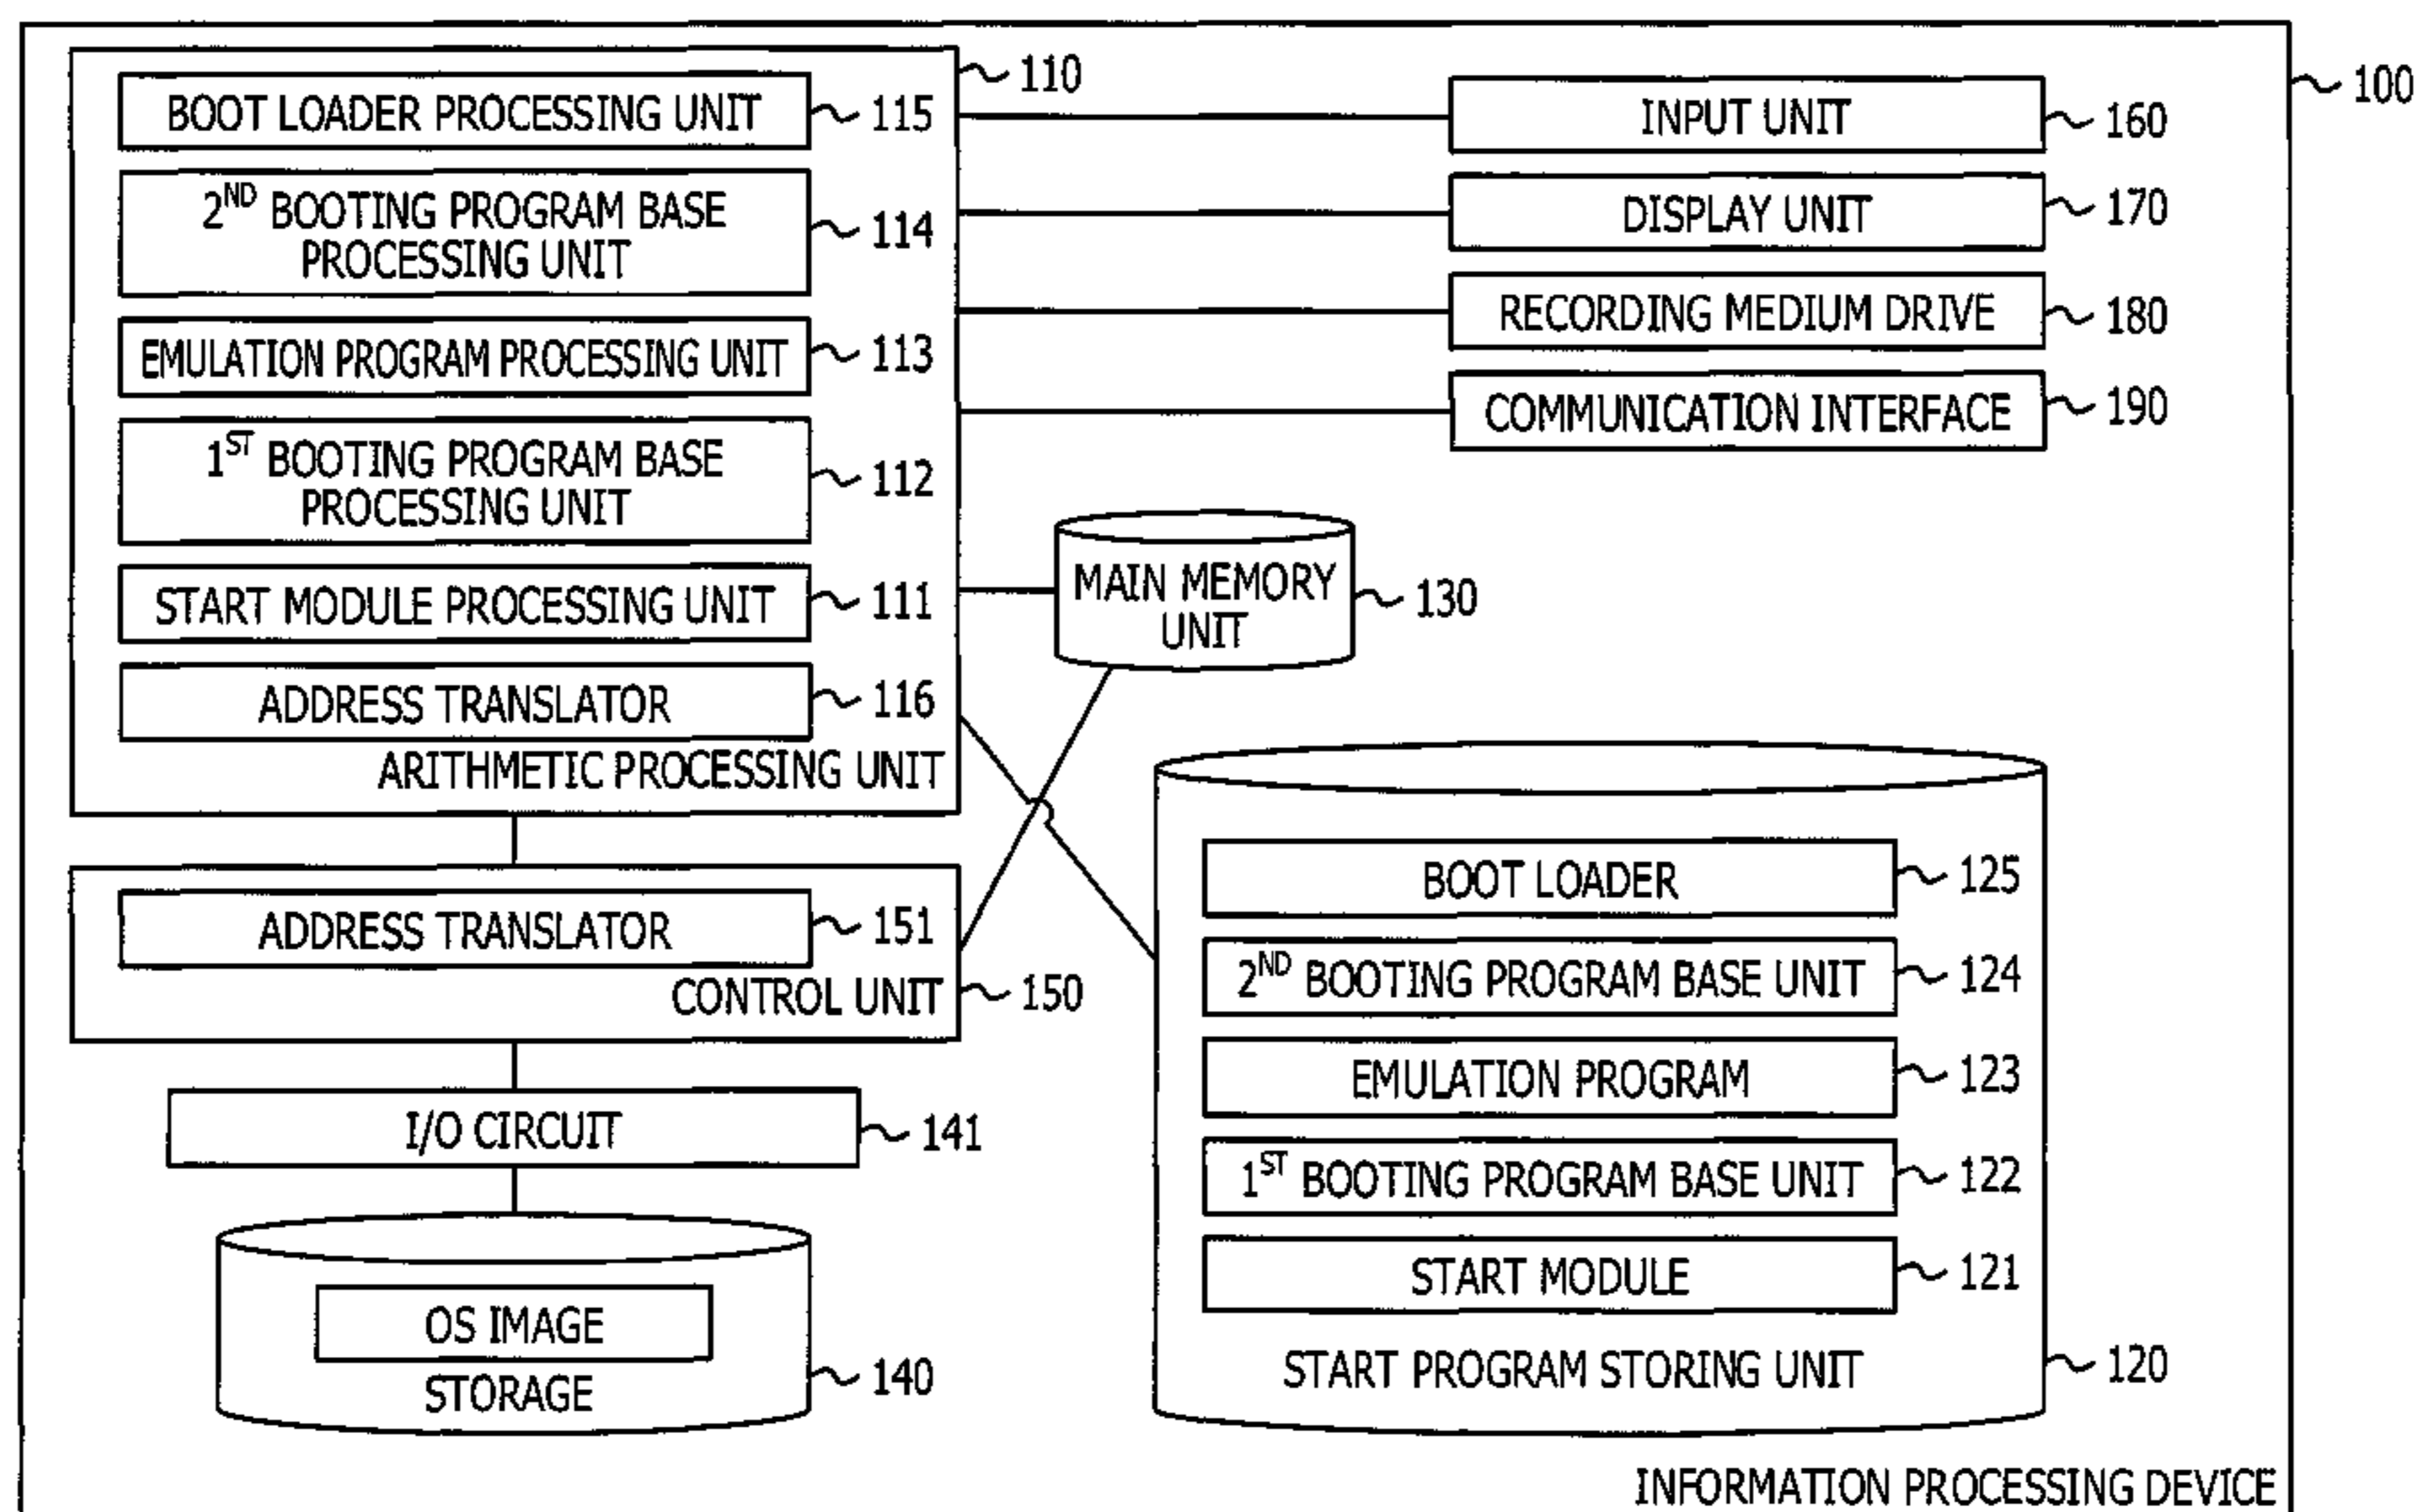 100
110
BOOT LOADER PROCESSING UNIT
115
2ND BOOTING PROGRAM BASE
PROCESSING UNIT
114
EMULATION PROGRAM PROCESSING UNIT
113
1ST BOOTING PROGRAM BASE
PROCESSING UNIT
112
START MODULE PROCESSING UNIT
111
ADDRESS TRANSLATOR
116
ARITHMETIC PROCESSING UNIT
INPUT UNIT
160
DISPLAY UNIT
170
RECORDING MEDIUM DRIVE
180
COMMUNICATION INTERFACE
190
MAIN MEMORY
UNIT
130
ADDRESS TRANSLATOR
151
CONTROL UNIT
150
I/O CIRCUIT
141
OS IMAGE
STORAGE
140
BOOT LOADER
125
2ND BOOTING PROGRAM BASE UNIT
124
EMULATION PROGRAM
123
1ST BOOTING PROGRAM BASE UNIT
122
START MODULE
121
START PROGRAM STORING UNIT
120
INFORMATION PROCESSING DEVICE